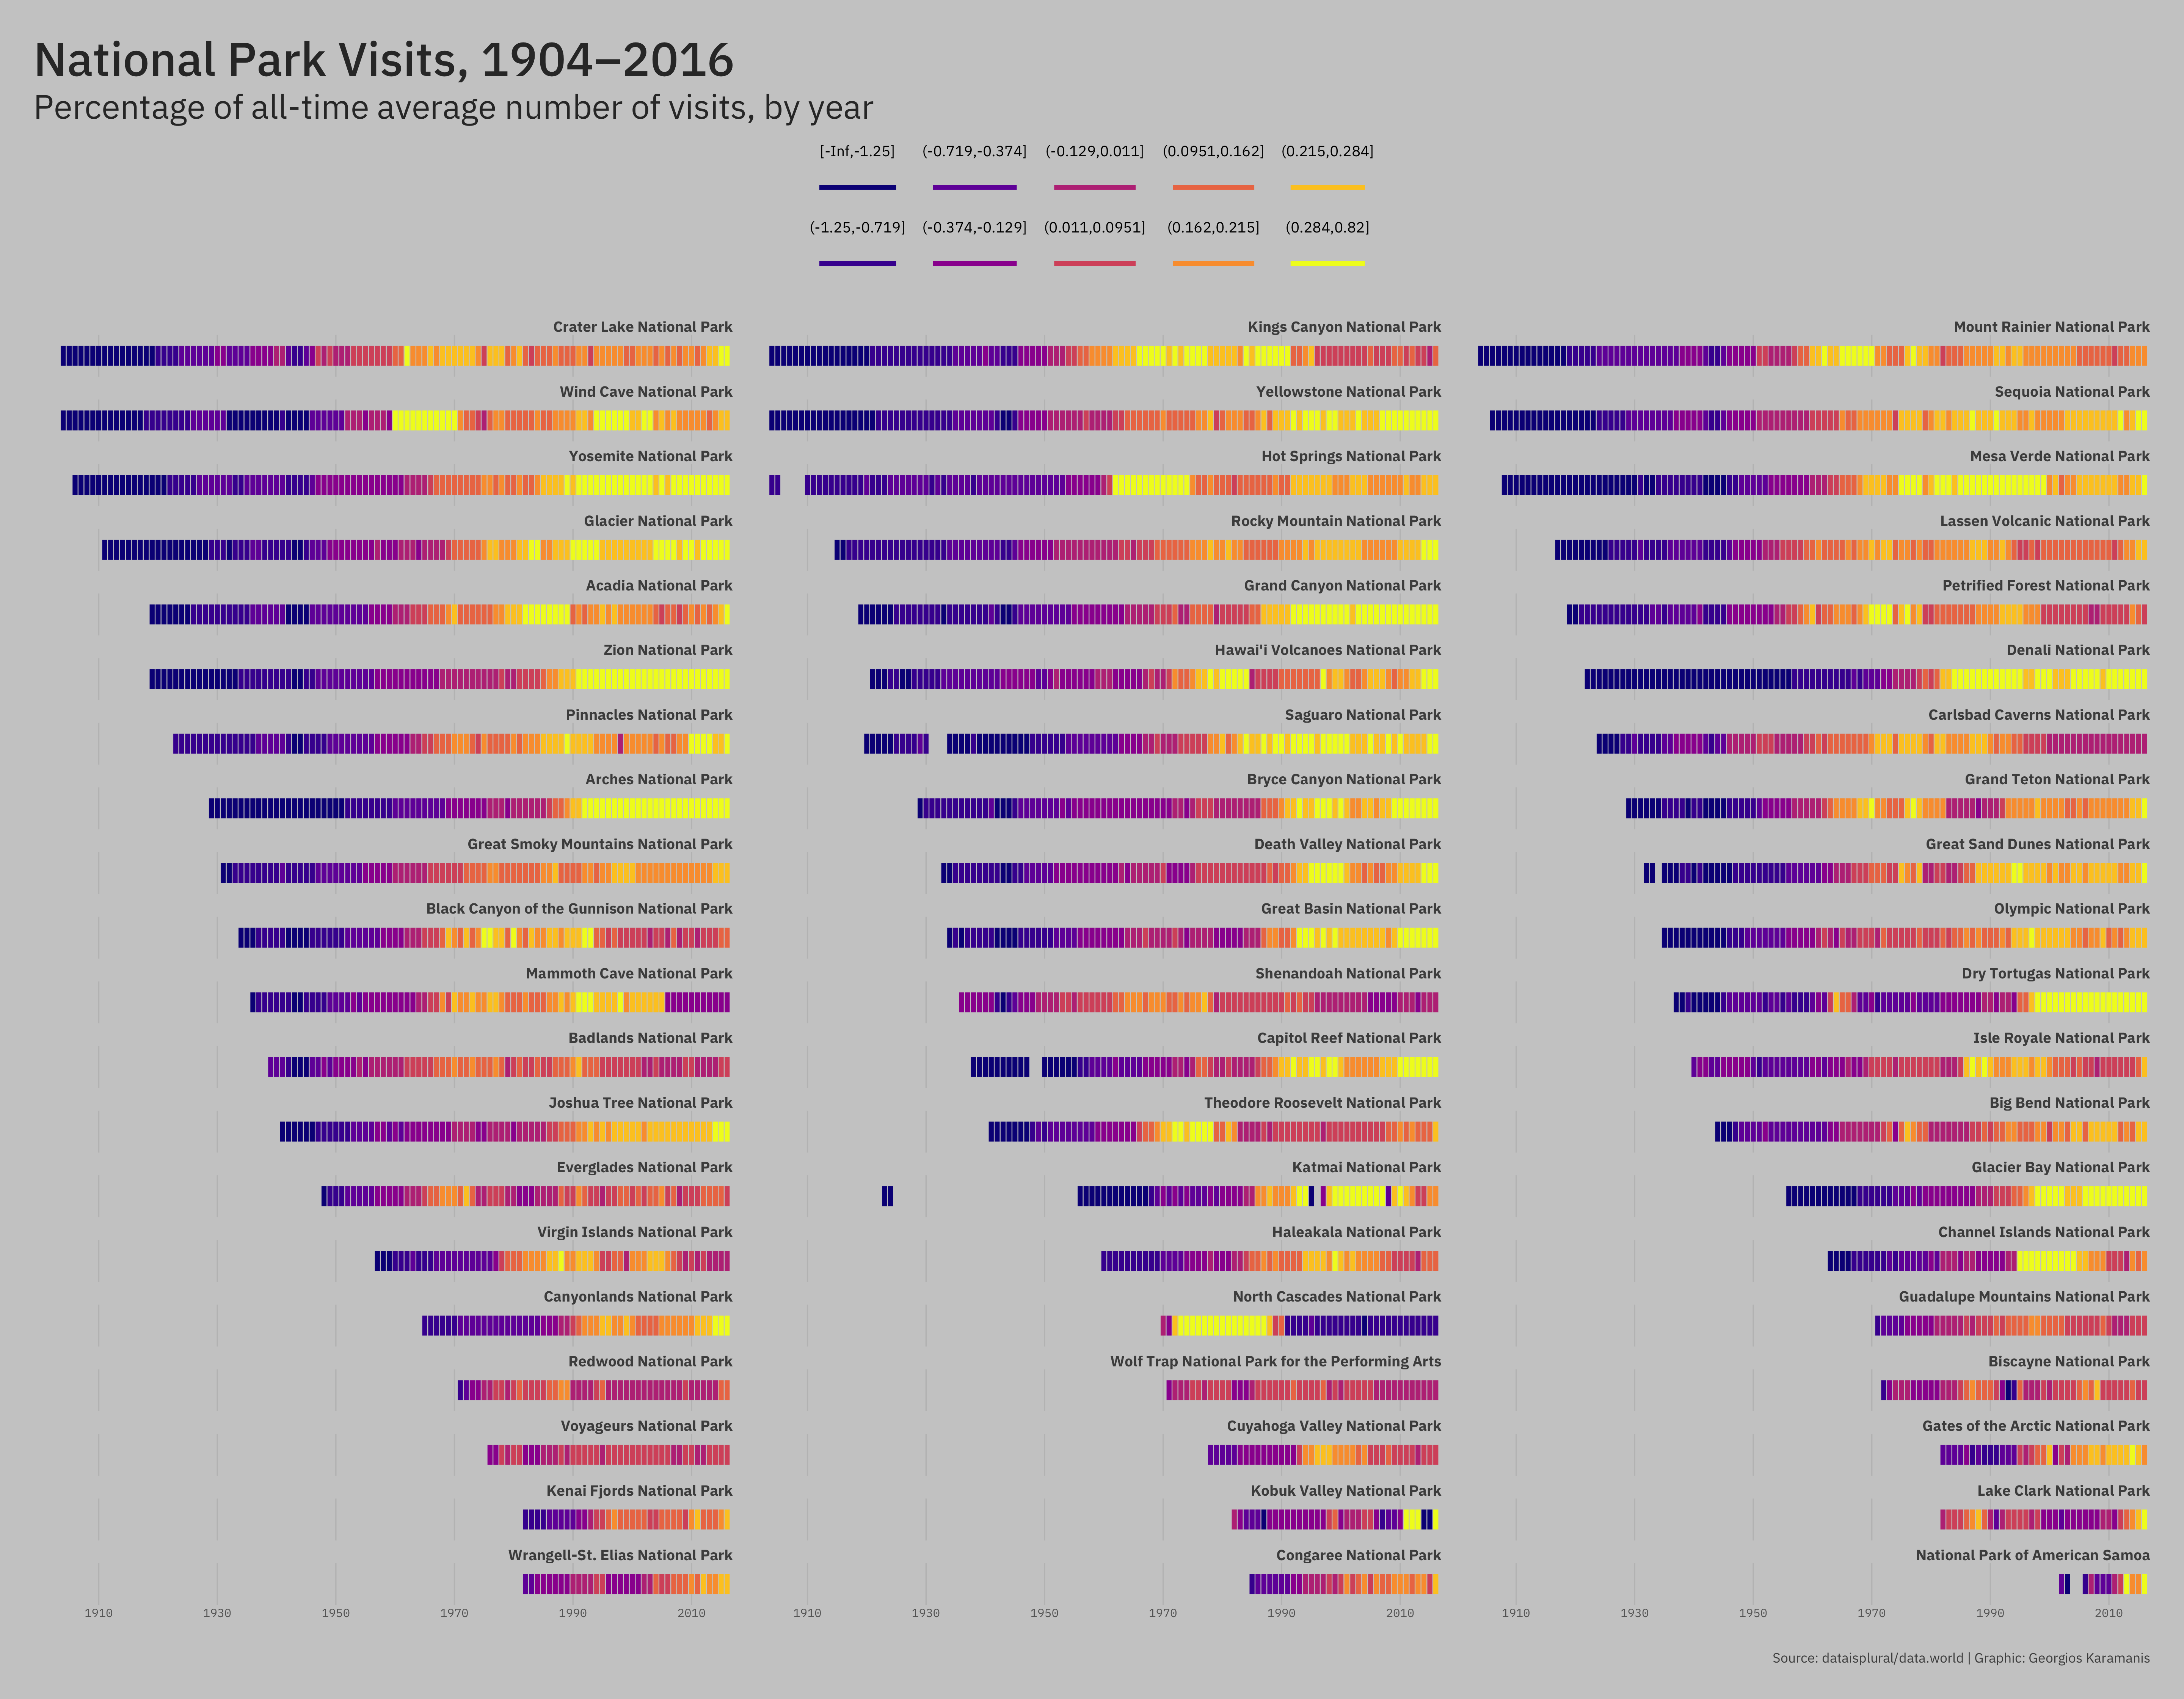 National Park Visits, 1904–2016
Percentage of all-time average number of visits, by year
[-Inf,-1.25] (-0.719,-0.374] (-0.129,0.011] (0.0951,0.162] (0.215,0.284]
(-1.25,-0.719] (-0.374,-0.129] (0.011,0.0951] (0.162,0.215] (0.284,0.82]
Crater Lake National Park Kings Canyon National Park Mount Rainier National Park
Wind Cave National Park Yellowstone National Park Sequoia National Park
Yosemite National Park Hot Springs National Park Mesa Verde National Park
Glacier National Park Rocky Mountain National Park Lassen Volcanic National Park
Acadia National Park Grand Canyon National Park Petrified Forest National Park
Zion National Park Hawai'i Volcanoes National Park Denali National Park
Pinnacles National Park Saguaro National Park Carlsbad Caverns National Park
Arches National Park Bryce Canyon National Park Grand Teton National Park
Great Smoky Mountains National Park Death Valley National Park Great Sand Dunes National Park
Black Canyon of the Gunnison National Park Great Basin National Park Olympic National Park
Mammoth Cave National Park Shenandoah National Park Dry Tortugas National Park
Badlands National Park Capitol Reef National Park Isle Royale National Park
Joshua Tree National Park Theodore Roosevelt National Park Big Bend National Park
Everglades National Park Katmai National Park Glacier Bay National Park
Virgin Islands National Park Haleakala National Park Channel Islands National Park
Canyonlands National Park North Cascades National Park Guadalupe Mountains National Park
Redwood National Park Wolf Trap National Park for the Performing Arts Biscayne National Park
Voyageurs National Park Cuyahoga Valley National Park Gates of the Arctic National Park
Kenai Fjords National Park Kobuk Valley National Park Lake Clark National Park
Wrangell-St. Elias National Park Congaree National Park National Park of American Samoa
1910 1930 1950 1970 1990 2010 1910 1930 1950 1970 1990 2010 1910 1930 1950 1970 1990 2010
Source: dataisplural/data.world | Graphic: Georgios Karamanis